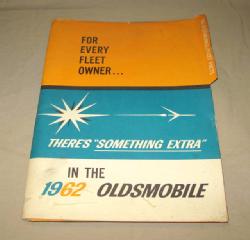 FOR
EVERY
FLEET
OWNER...
THERE'S "SOMETHING EXTRA"
IN THE
1962 OLDSMOBILE